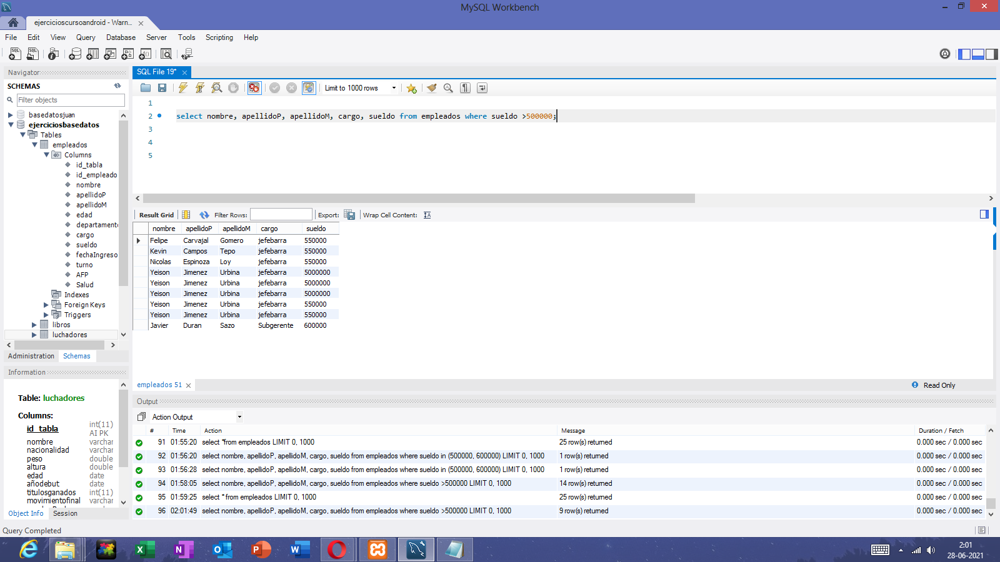 MySQL Workbench
ejercicioscursoandroid - Warn...
File Edit View Query Database Server Tools Scripting Help
Navigator
SCHEMAS
Filter objects
basedatosjuan
ejerciciosbasedatos
Tables
empleados
Columns
id_tabla
id_empleado
nombre
apellidoP
apellidoM
edad
departament
cargo
sueldo
fechaIngreso
turno
AFP
Salud
Indexes
Foreign Keys
Triggers
libros
luchadores
Administration Schemas
Information
Table: luchadores
Columns:
id_tabla int(11) AI PK
nombre varchar
nacionalidad varchar
peso double
altura double
edad date
añodebut date
titulosganados int(11)
movimientofinal varchar
Object Info Session
SQL File 19*
Limit to 1000 rows
1
2 select nombre, apellidoP, apellidoM, cargo, sueldo from empleados where sueldo >500000;
3
4
5
Result Grid Filter Rows: Export: Wrap Cell Content:
nombre apellidoP apellidoM cargo sueldo
Felipe Carvajal Gomero jefebarra 550000
Kevin Campos Tepo jefebarra 550000
Nicolas Espinoza Loy jefebarra 550000
Yeison Jimenez Urbina jefebarra 5000000
Yeison Jimenez Urbina jefebarra 5000000
Yeison Jimenez Urbina jefebarra 5000000
Yeison Jimenez Urbina jefebarra 550000
Yeison Jimenez Urbina jefebarra 550000
Javier Duran Sazo Subgerente 600000
empleados 51
Read Only
Output
Action Output
# Time Action Message Duration / Fetch
91 01:55:20 select *from empleados LIMIT 0, 1000 25 row(s) returned 0.000 sec / 0.000 sec
92 01:56:20 select nombre, apellidoP, apellidoM, cargo, sueldo from empleados where sueldo in (500000, 600000) LIMIT 0, 1000 1 row(s) returned 0.000 sec / 0.000 sec
93 01:56:28 select nombre, apellidoP, apellidoM, cargo, sueldo from empleados where sueldo in (500000, 600000) LIMIT 0, 1000 1 row(s) returned 0.000 sec / 0.000 sec
94 01:58:05 select nombre, apellidoP, apellidoM, cargo, sueldo from empleados where sueldo >500000 LIMIT 0, 1000 14 row(s) returned 0.000 sec / 0.000 sec
95 01:59:25 select * from empleados LIMIT 0, 1000 25 row(s) returned 0.000 sec / 0.000 sec
96 02:01:49 select nombre, apellidoP, apellidoM, cargo, sueldo from empleados where sueldo >500000 LIMIT 0, 1000 9 row(s) returned 0.000 sec / 0.000 sec
Query Completed
2:01
28-06-2021